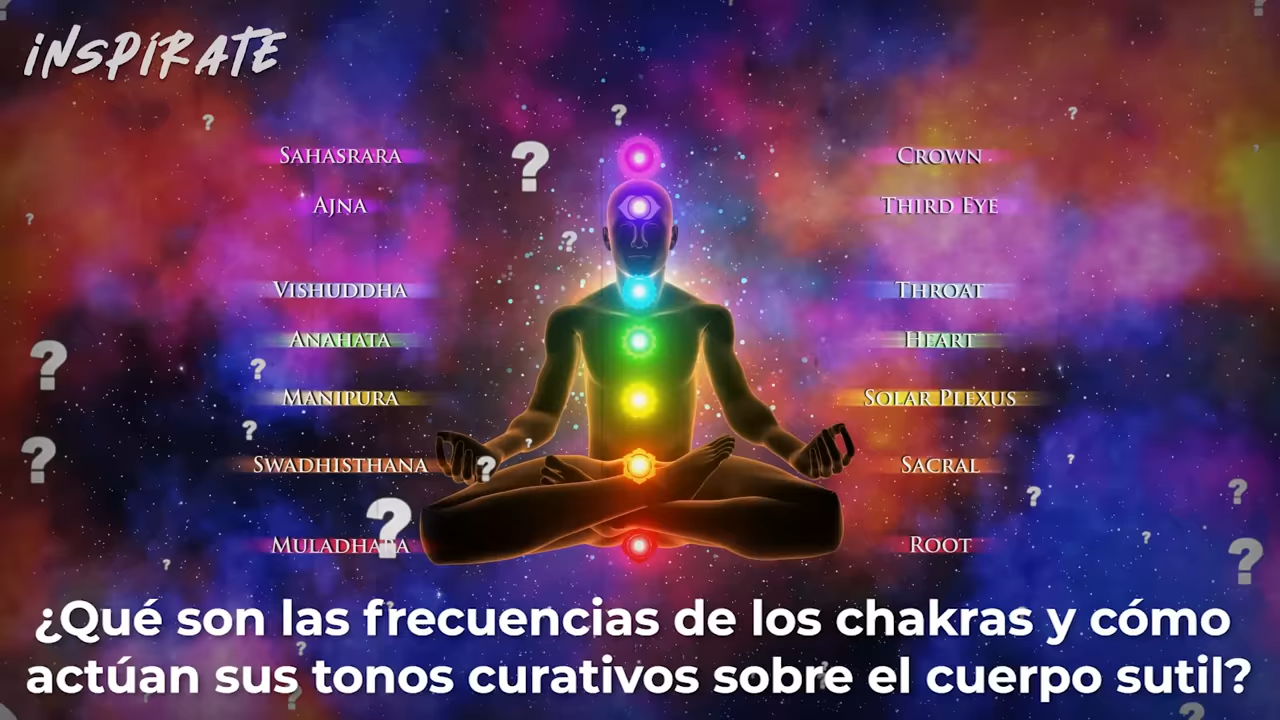 iNSPÍRATE
SAHASRARA
CROWN
AJNA
THIRD EYE
VISHUDDHA
THROAT
ANAHATA
HEART
MANIPURA
SOLAR PLEXUS
SWADHISTHANA
SACRAL
MULADHARA
ROOT
¿Qué son las frecuencias de los chakras y cómo
actúan sus tonos curativos sobre el cuerpo sutil?